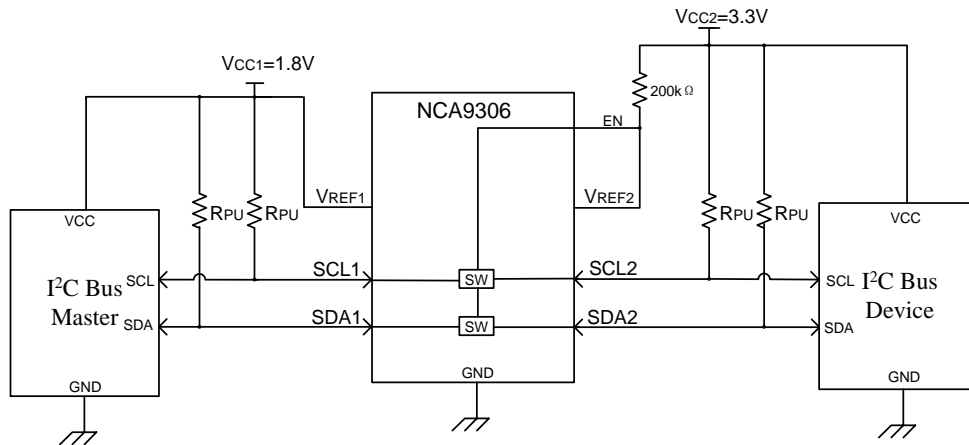 VCC2=3.3V
VCC1=1.8V
200kΩ
NCA9306
EN
VREF1
VREF2
RPU
RPU
RPU
RPU
VCC
VCC
SCL
SCL1
SW
SCL2
SCL
I²C Bus
Master
I²C Bus
Device
SDA
SDA1
SW
SDA2
SDA
GND
GND
GND